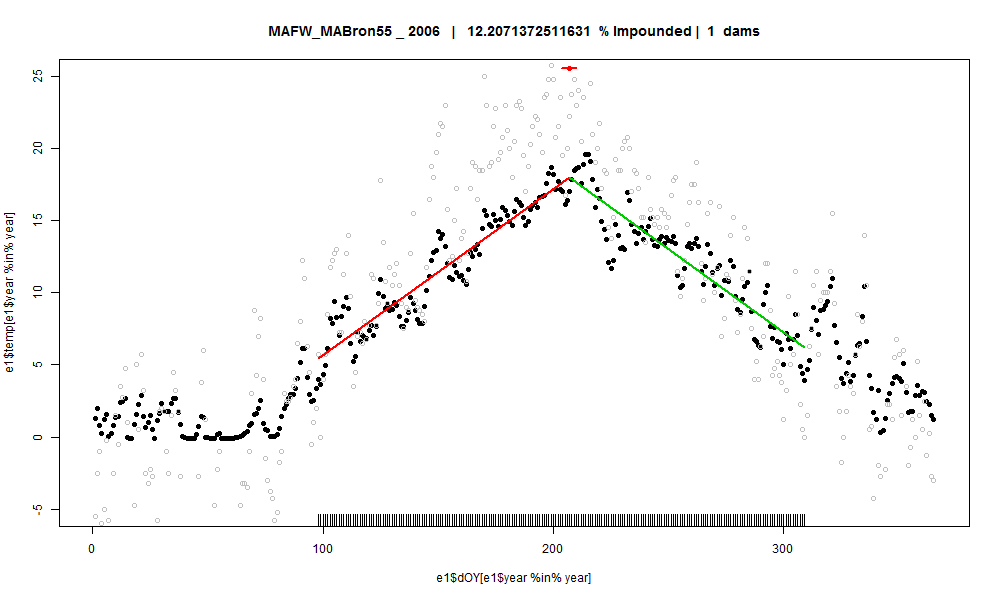 MAFW_MABron55 _ 2006 | 12.2071372511631 % Impounded | 1 dams
e1$temp[e1$year %in% year]
25
20
15
10
5
0
-5
0 100 200 300
e1$dOY[e1$year %in% year]